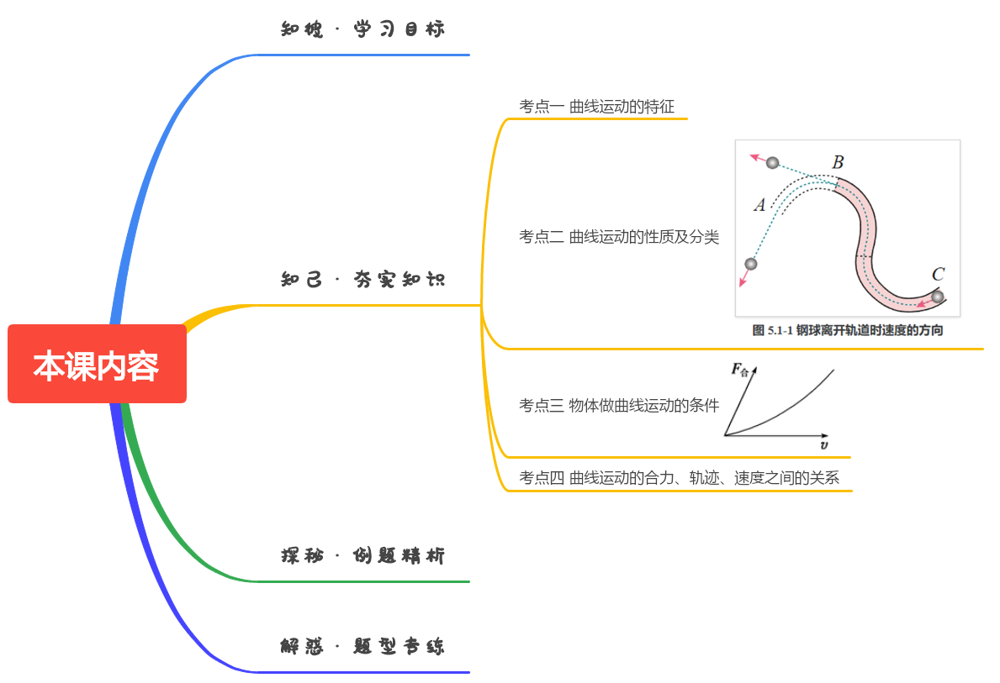 知彼·学习目标
考点一 曲线运动的特征
B
A
考点二 曲线运动的性质及分类
知己·夯实知识
C
图 5.1-1 钢球离开轨道时速度的方向
本课内容
F合
考点三 物体做曲线运动的条件
v
考点四 曲线运动的合力、轨迹、速度之间的关系
探秘·例题精析
解惑·题型专练